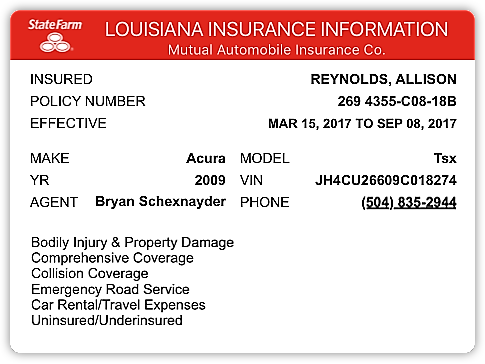 StateFarm
LOUISIANA INSURANCE INFORMATION
Mutual Automobile Insurance Co.
INSURED REYNOLDS, ALLISON
POLICY NUMBER 269 4355-C08-18B
EFFECTIVE MAR 15, 2017 TO SEP 08, 2017
MAKE Acura MODEL Tsx
YR 2009 VIN JH4CU26609C018274
AGENT Bryan Schexnayder PHONE (504) 835-2944
Bodily Injury & Property Damage
Comprehensive Coverage
Collision Coverage
Emergency Road Service
Car Rental/Travel Expenses
Uninsured/Underinsured